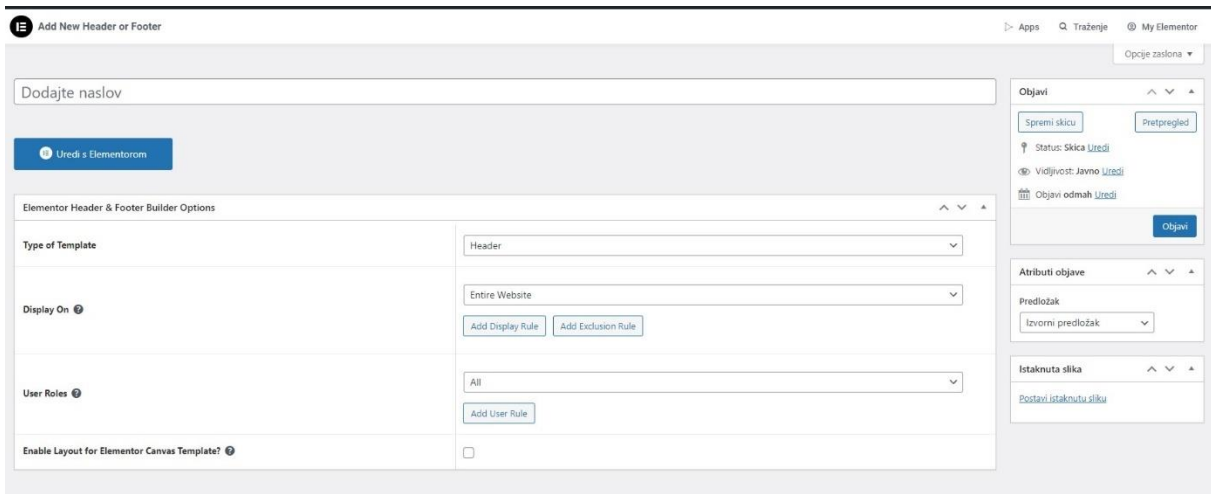 Add New Header or Footer
Apps
Traženje
My Elementor
Opcije zaslona ▼
Dodajte naslov
Uredi s Elementorom
Elementor Header & Footer Builder Options
Type of Template
Header
Display On
Entire Website
Add Display Rule
Add Exclusion Rule
User Roles
All
Add User Rule
Enable Layout for Elementor Canvas Template?
Objavi
Spremi skicu
Pretpregled
Status: Skica Uredi
Vidljivost: Javno Uredi
Objavi odmah Uredi
Objavi
Atributi objave
Predložak
Izvorni predložak
Istaknuta slika
Postavi istaknutu sliku